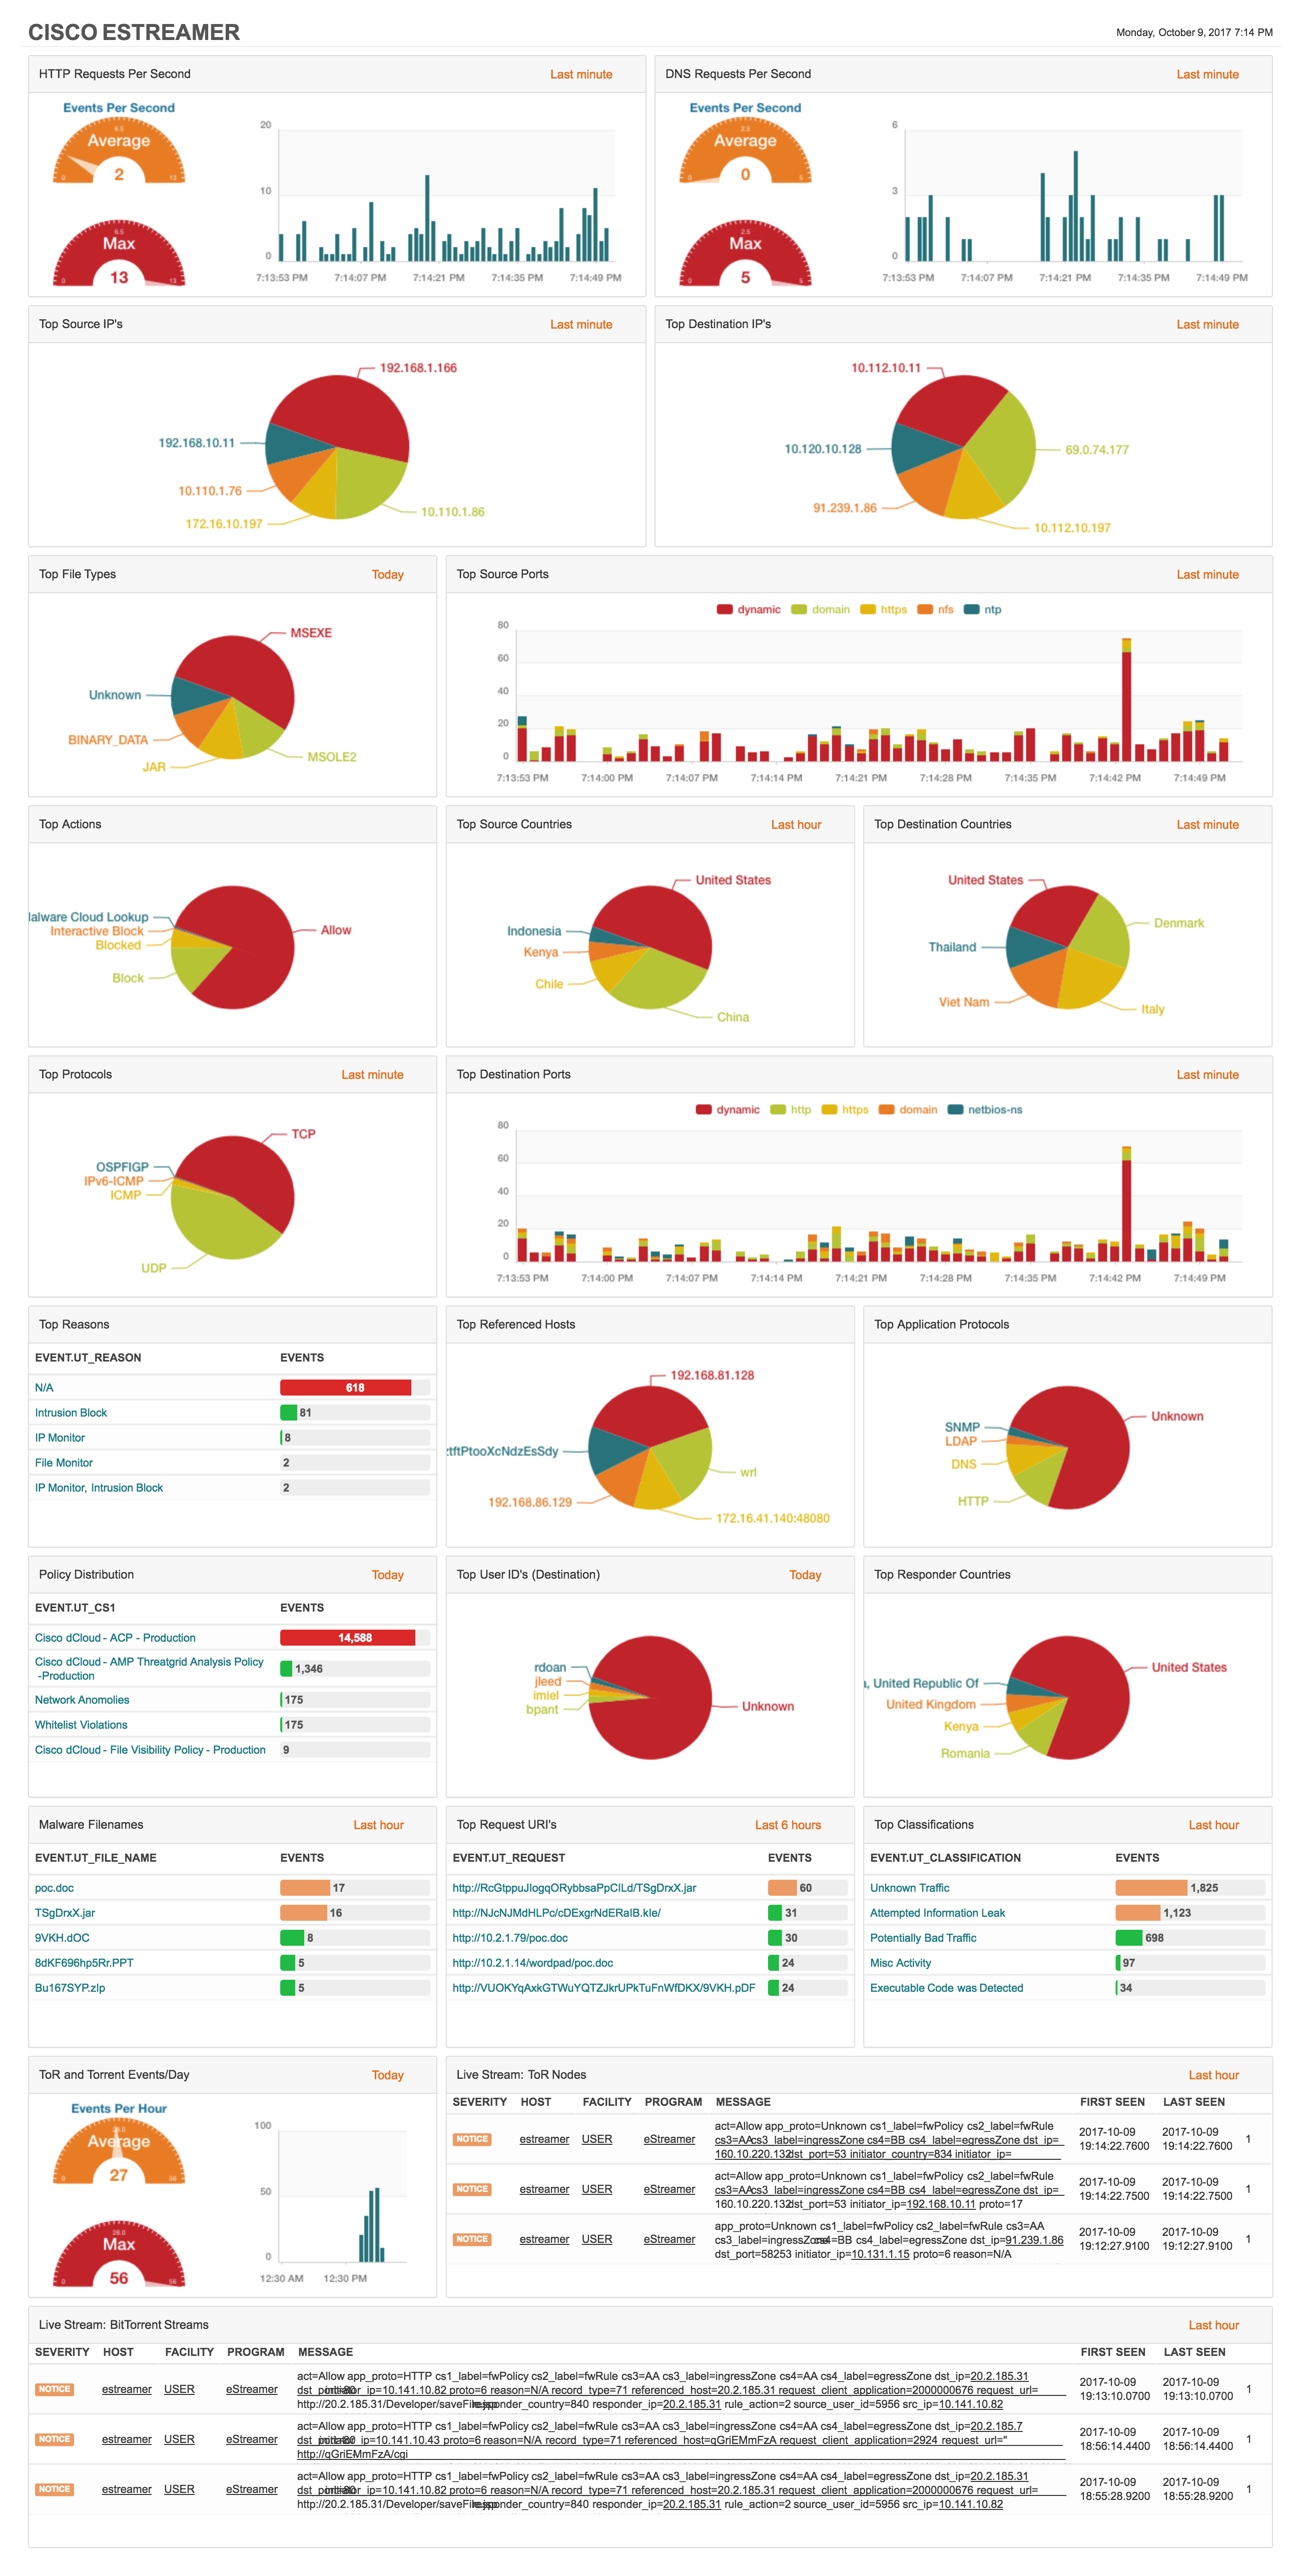 CISCO ESTREAMER
Monday, October 9, 2017 7:14 PM
HTTP Requests Per Second
Last minute
Events Per Second
6.5
Average
0
2
13
6.5
Max
0
13
13
20
10
0
7:13:53 PM 7:14:07 PM 7:14:21 PM 7:14:35 PM 7:14:49 PM
DNS Requests Per Second
Last minute
Events Per Second
2.5
Average
0
0
5
2.5
Max
0
5
5
6
3
0
7:13:53 PM 7:14:07 PM 7:14:21 PM 7:14:35 PM 7:14:49 PM
Top Source IP's
Last minute
192.168.1.166
192.168.10.11
10.110.1.76
172.16.10.197
10.110.1.86
Top Destination IP's
Last minute
10.112.10.11
10.120.10.128
69.0.74.177
91.239.1.86
10.112.10.197
Top File Types
Today
MSEXE
Unknown
BINARY_DATA
JAR
MSOLE2
Top Source Ports
Last minute
dynamic domain https nfs ntp
80
60
40
20
0
7:13:53 PM 7:14:00 PM 7:14:07 PM 7:14:14 PM 7:14:21 PM 7:14:28 PM 7:14:35 PM 7:14:42 PM 7:14:49 PM
Top Actions
alware Cloud Lookup
Interactive Block
Blocked
Block
Allow
Top Source Countries
Last hour
United States
Indonesia
Kenya
Chile
China
Top Destination Countries
Last minute
United States
Denmark
Thailand
Viet Nam
Italy
Top Protocols
Last minute
TCP
OSPFIGP
IPv6-ICMP
ICMP
UDP
Top Destination Ports
Last minute
dynamic http https domain netbios-ns
80
60
40
20
0
7:13:53 PM 7:14:00 PM 7:14:07 PM 7:14:14 PM 7:14:21 PM 7:14:28 PM 7:14:35 PM 7:14:42 PM 7:14:49 PM
Top Reasons
EVENT.UT_REASON EVENTS
N/A 618
Intrusion Block 81
IP Monitor 8
File Monitor 2
IP Monitor, Intrusion Block 2
Top Referenced Hosts
192.168.81.128
tftPtooXcNdzEsSdy
wrl
192.168.86.129
172.16.41.140:48080
Top Application Protocols
Unknown
SNMP
LDAP
DNS
HTTP
Policy Distribution
Today
EVENT.UT_CS1 EVENTS
Cisco dCloud - ACP - Production 14,588
Cisco dCloud - AMP Threatgrid Analysis Policy
-Production 1,346
Network Anomolies 175
Whitelist Violations 175
Cisco dCloud - File Visibility Policy - Production 9
Top User ID's (Destination)
Today
rdoan
jleed
imiel
bpant
Unknown
Top Responder Countries
United States
, United Republic Of
United Kingdom
Kenya
Romania
Malware Filenames
Last hour
EVENT.UT_FILE_NAME EVENTS
poc.doc 17
TSgDrxX.jar 16
9VKH.dOC 8
8dKF696hp5Rr.PPT 5
Bu167SYP.zIp 5
Top Request URI's
Last 6 hours
EVENT.UT_REQUEST EVENTS
http://RcGtppuJIogqORybbsaPpCILd/TSgDrxX.jar 60
http://NJcNJMdHLPc/cDExgrNdERaIB.kIe/ 31
http://10.2.1.79/poc.doc 30
http://10.2.1.14/wordpad/poc.doc 24
http://VUOKYqAxkGTWuYQTZJkrUPkTuFnWfDKX/9VKH.pDF 24
Top Classifications
Last hour
EVENT.UT_CLASSIFICATION EVENTS
Unknown Traffic 1,825
Attempted Information Leak 1,123
Potentially Bad Traffic 698
Misc Activity 97
Executable Code was Detected 34
ToR and Torrent Events/Day
Today
Events Per Hour
28.0
Average
0
27
56
28.0
Max
0
56
56
100
50
0
12:30 AM 12:30 PM
Live Stream: ToR Nodes
Last hour
SEVERITY HOST FACILITY PROGRAM MESSAGE FIRST SEEN LAST SEEN
NOTICE estreamer USER eStreamer
act=Allow app_proto=Unknown cs1_label=fwPolicy cs2_label=fwRule
cs3=AAcs3_label=ingressZone cs4=BB cs4_label=egressZone dst_ip=
160.10.220.132dst_port=53 initiator_country=834 initiator_ip=
2017-10-09 2017-10-09
19:14:22.7600 19:14:22.7600 1
NOTICE estreamer USER eStreamer
act=Allow app_proto=Unknown cs1_label=fwPolicy cs2_label=fwRule
cs3=AAcs3_label=ingressZone cs4=BB cs4_label=egressZone dst_ip=
160.10.220.132dst_port=53 initiator_ip=192.168.10.11 proto=17
2017-10-09 2017-10-09
19:14:22.7500 19:14:22.7500 1
NOTICE estreamer USER eStreamer
app_proto=Unknown cs1_label=fwPolicy cs2_label=fwRule cs3=AA
cs3_label=ingressZonecs4=BB cs4_label=egressZone dst_ip=91.239.1.86
dst_port=58253 initiator_ip=10.131.1.15 proto=6 reason=N/A
2017-10-09 2017-10-09
19:12:27.9100 19:12:27.9100 1
Live Stream: BitTorrent Streams
Last hour
SEVERITY HOST FACILITY PROGRAM MESSAGE FIRST SEEN LAST SEEN
NOTICE estreamer USER eStreamer
act=Allow app_proto=HTTP cs1_label=fwPolicy cs2_label=fwRule cs3=AA cs3_label=ingressZone cs4=AA cs4_label=egressZone dst_ip=20.2.185.31
ip=10.141.10.82 proto=6 reason=N/A record_type=71 referenced_host=20.2.185.31 request_client_application=2000000676 request_url=
http://20.2.185.31/Developer/saveFile.jsp responder_country=840 responder_ip=20.2.185.31 rule_action=2 source_user_id=5956 src_ip=10.141.10.82
2017-10-09 2017-10-09
19:13:10.0700 19:13:10.0700 1
NOTICE estreamer USER eStreamer
act=Allow app_proto=HTTP cs1_label=fwPolicy cs2_label=fwRule cs3=AA cs3_label=ingressZone cs4=AA cs4_label=egressZone dst_ip=20.2.185.7
ip=10.141.10.43 proto=6 reason=N/A record_type=71 referenced_host=qGriEMmFzA request_client_application=2924 request_url="
http://qGriEMmFzA/cgi
2017-10-09 2017-10-09
18:56:14.4400 18:56:14.4400 1
NOTICE estreamer USER eStreamer
act=Allow app_proto=HTTP cs1_label=fwPolicy cs2_label=fwRule cs3=AA cs3_label=ingressZone cs4=AA cs4_label=egressZone dst_ip=20.2.185.31
ip=10.141.10.82 proto=6 reason=N/A record_type=71 referenced_host=20.2.185.31 request_client_application=2000000676 request_url=
http://20.2.185.31/Developer/saveFile.jsp responder_country=840 responder_ip=20.2.185.31 rule_action=2 source_user_id=5956 src_ip=10.141.10.82
2017-10-09 2017-10-09
18:55:28.9200 18:55:28.9200 1